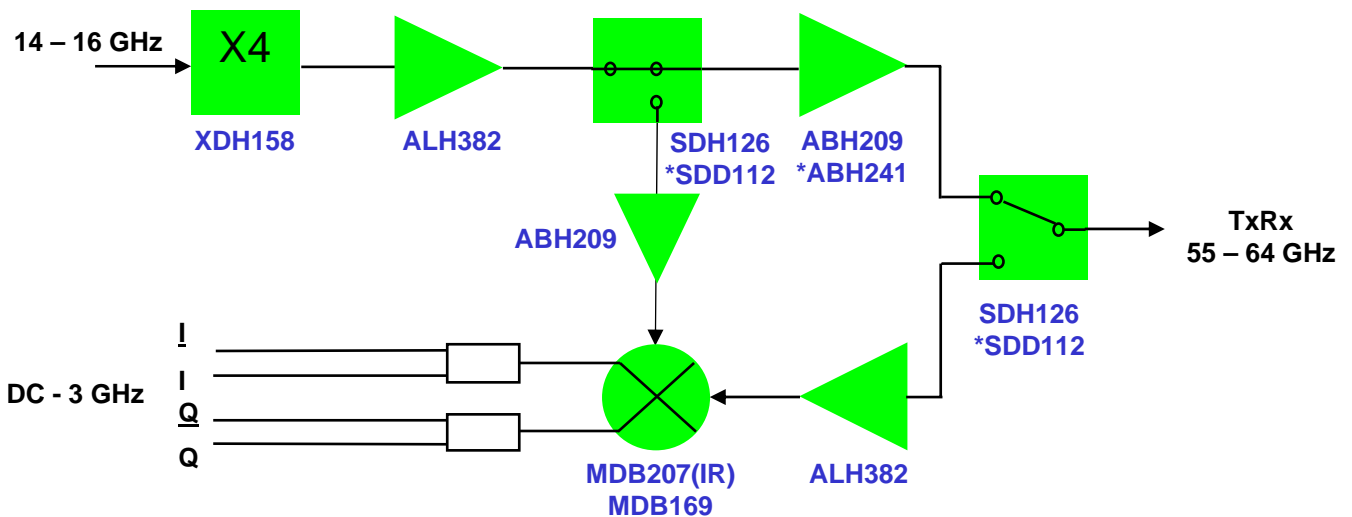 14 – 16 GHz
X4
XDH158
ALH382
SDH126
*SDD112
ABH209
*ABH241
ABH209
TxRx
55 – 64 GHz
SDH126
*SDD112
I
I
DC - 3 GHz
Q
Q
MDB207(IR)
MDB169
ALH382